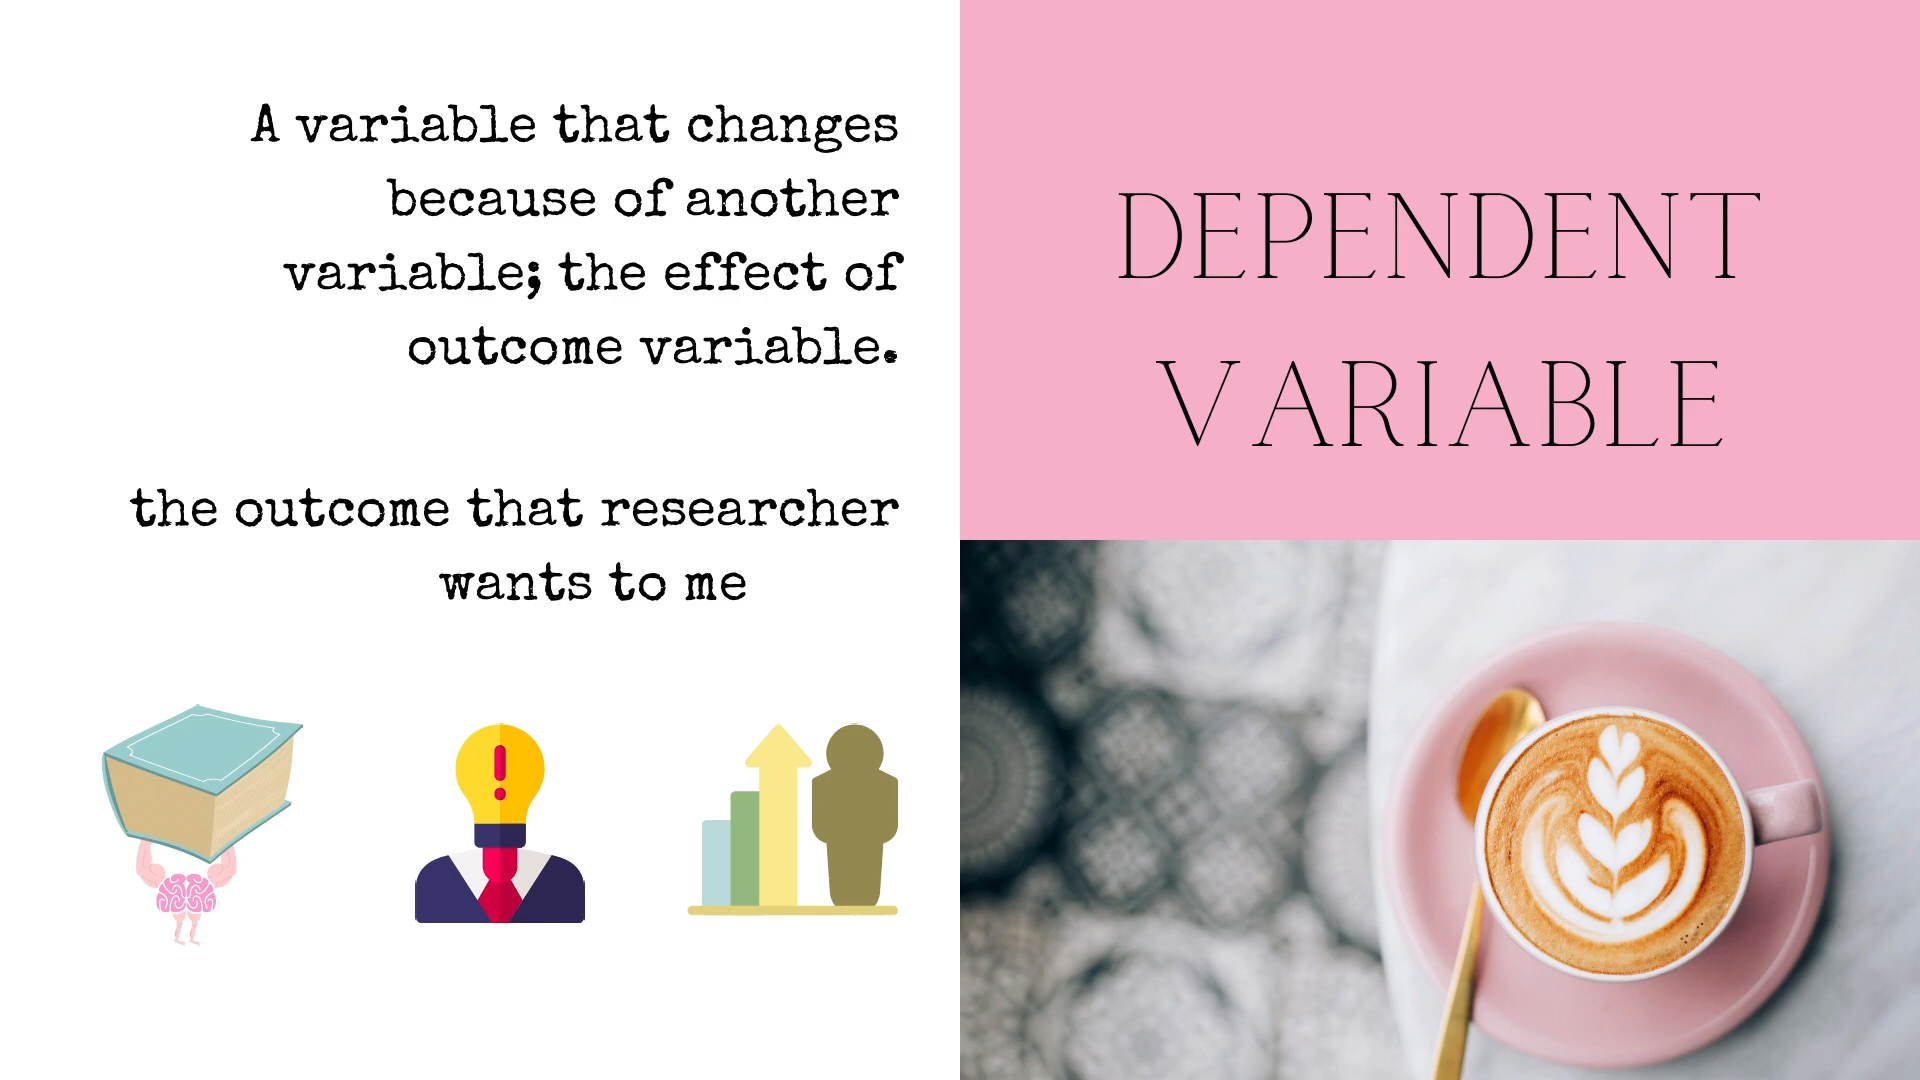 A variable that changes
because of another
variable; the effect of
outcome variable.
the outcome that researcher
wants to me
DEPENDENT
VARIABLE